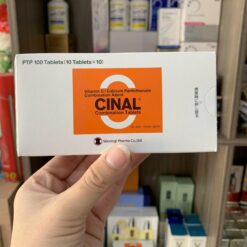 PTP 100 Tablets (10 Tablets × 10)
Vitamin C / Calcium Pantothenate
Combination Agent
CINAL®
Combination Tablets
Shionogi Pharma Co., Ltd.